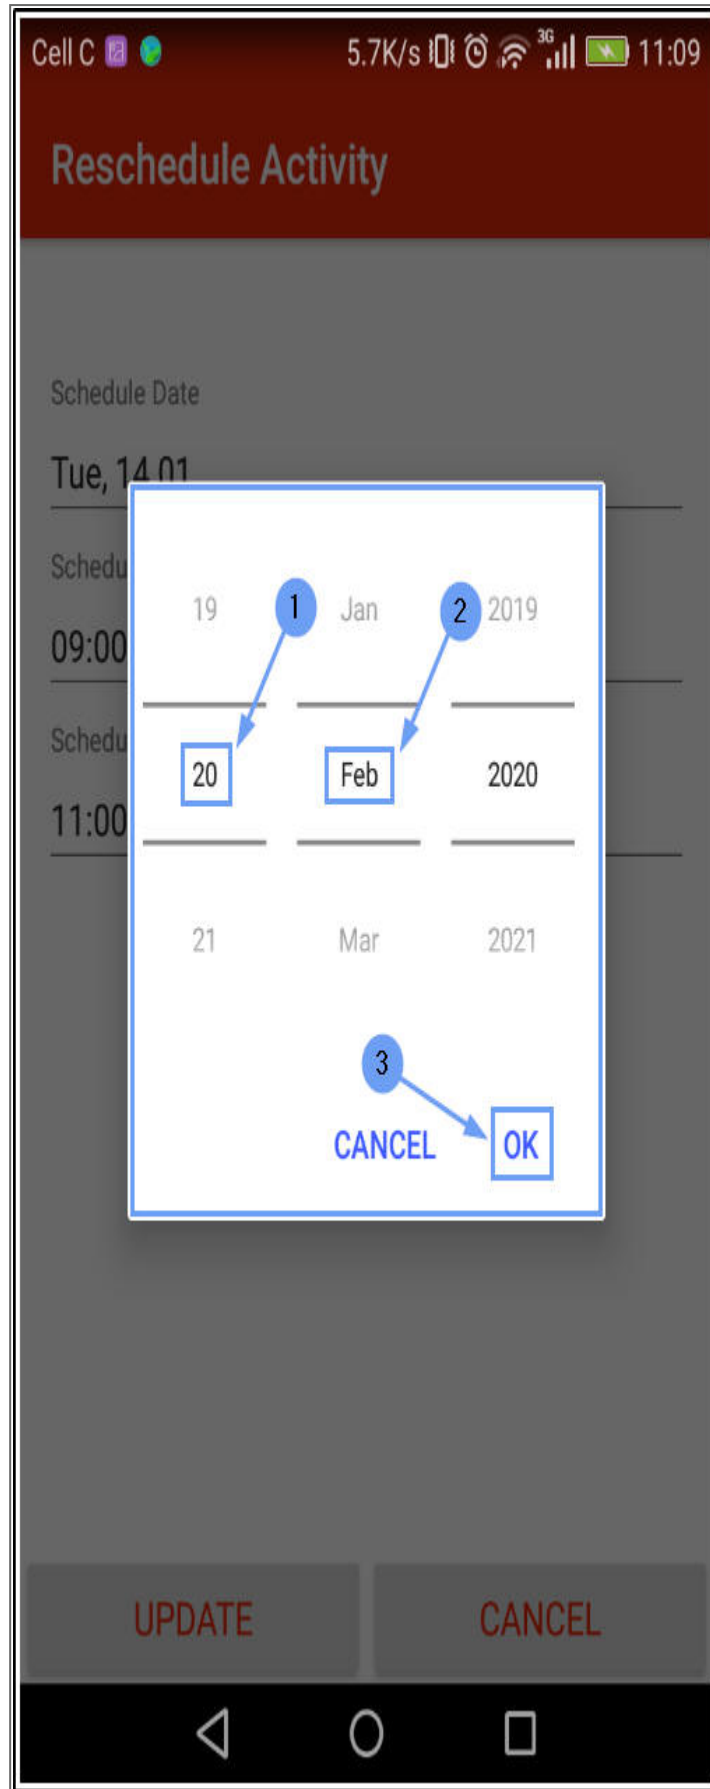 Cell C 5.7K/s 3G 11:09
Reschedule Activity
Schedule Date
Tue, 14.01
Schedu
19 1 Jan 2 2019
09:00
Schedu
20 Feb 2020
11:00
21 Mar 2021
3
CANCEL OK
UPDATE CANCEL